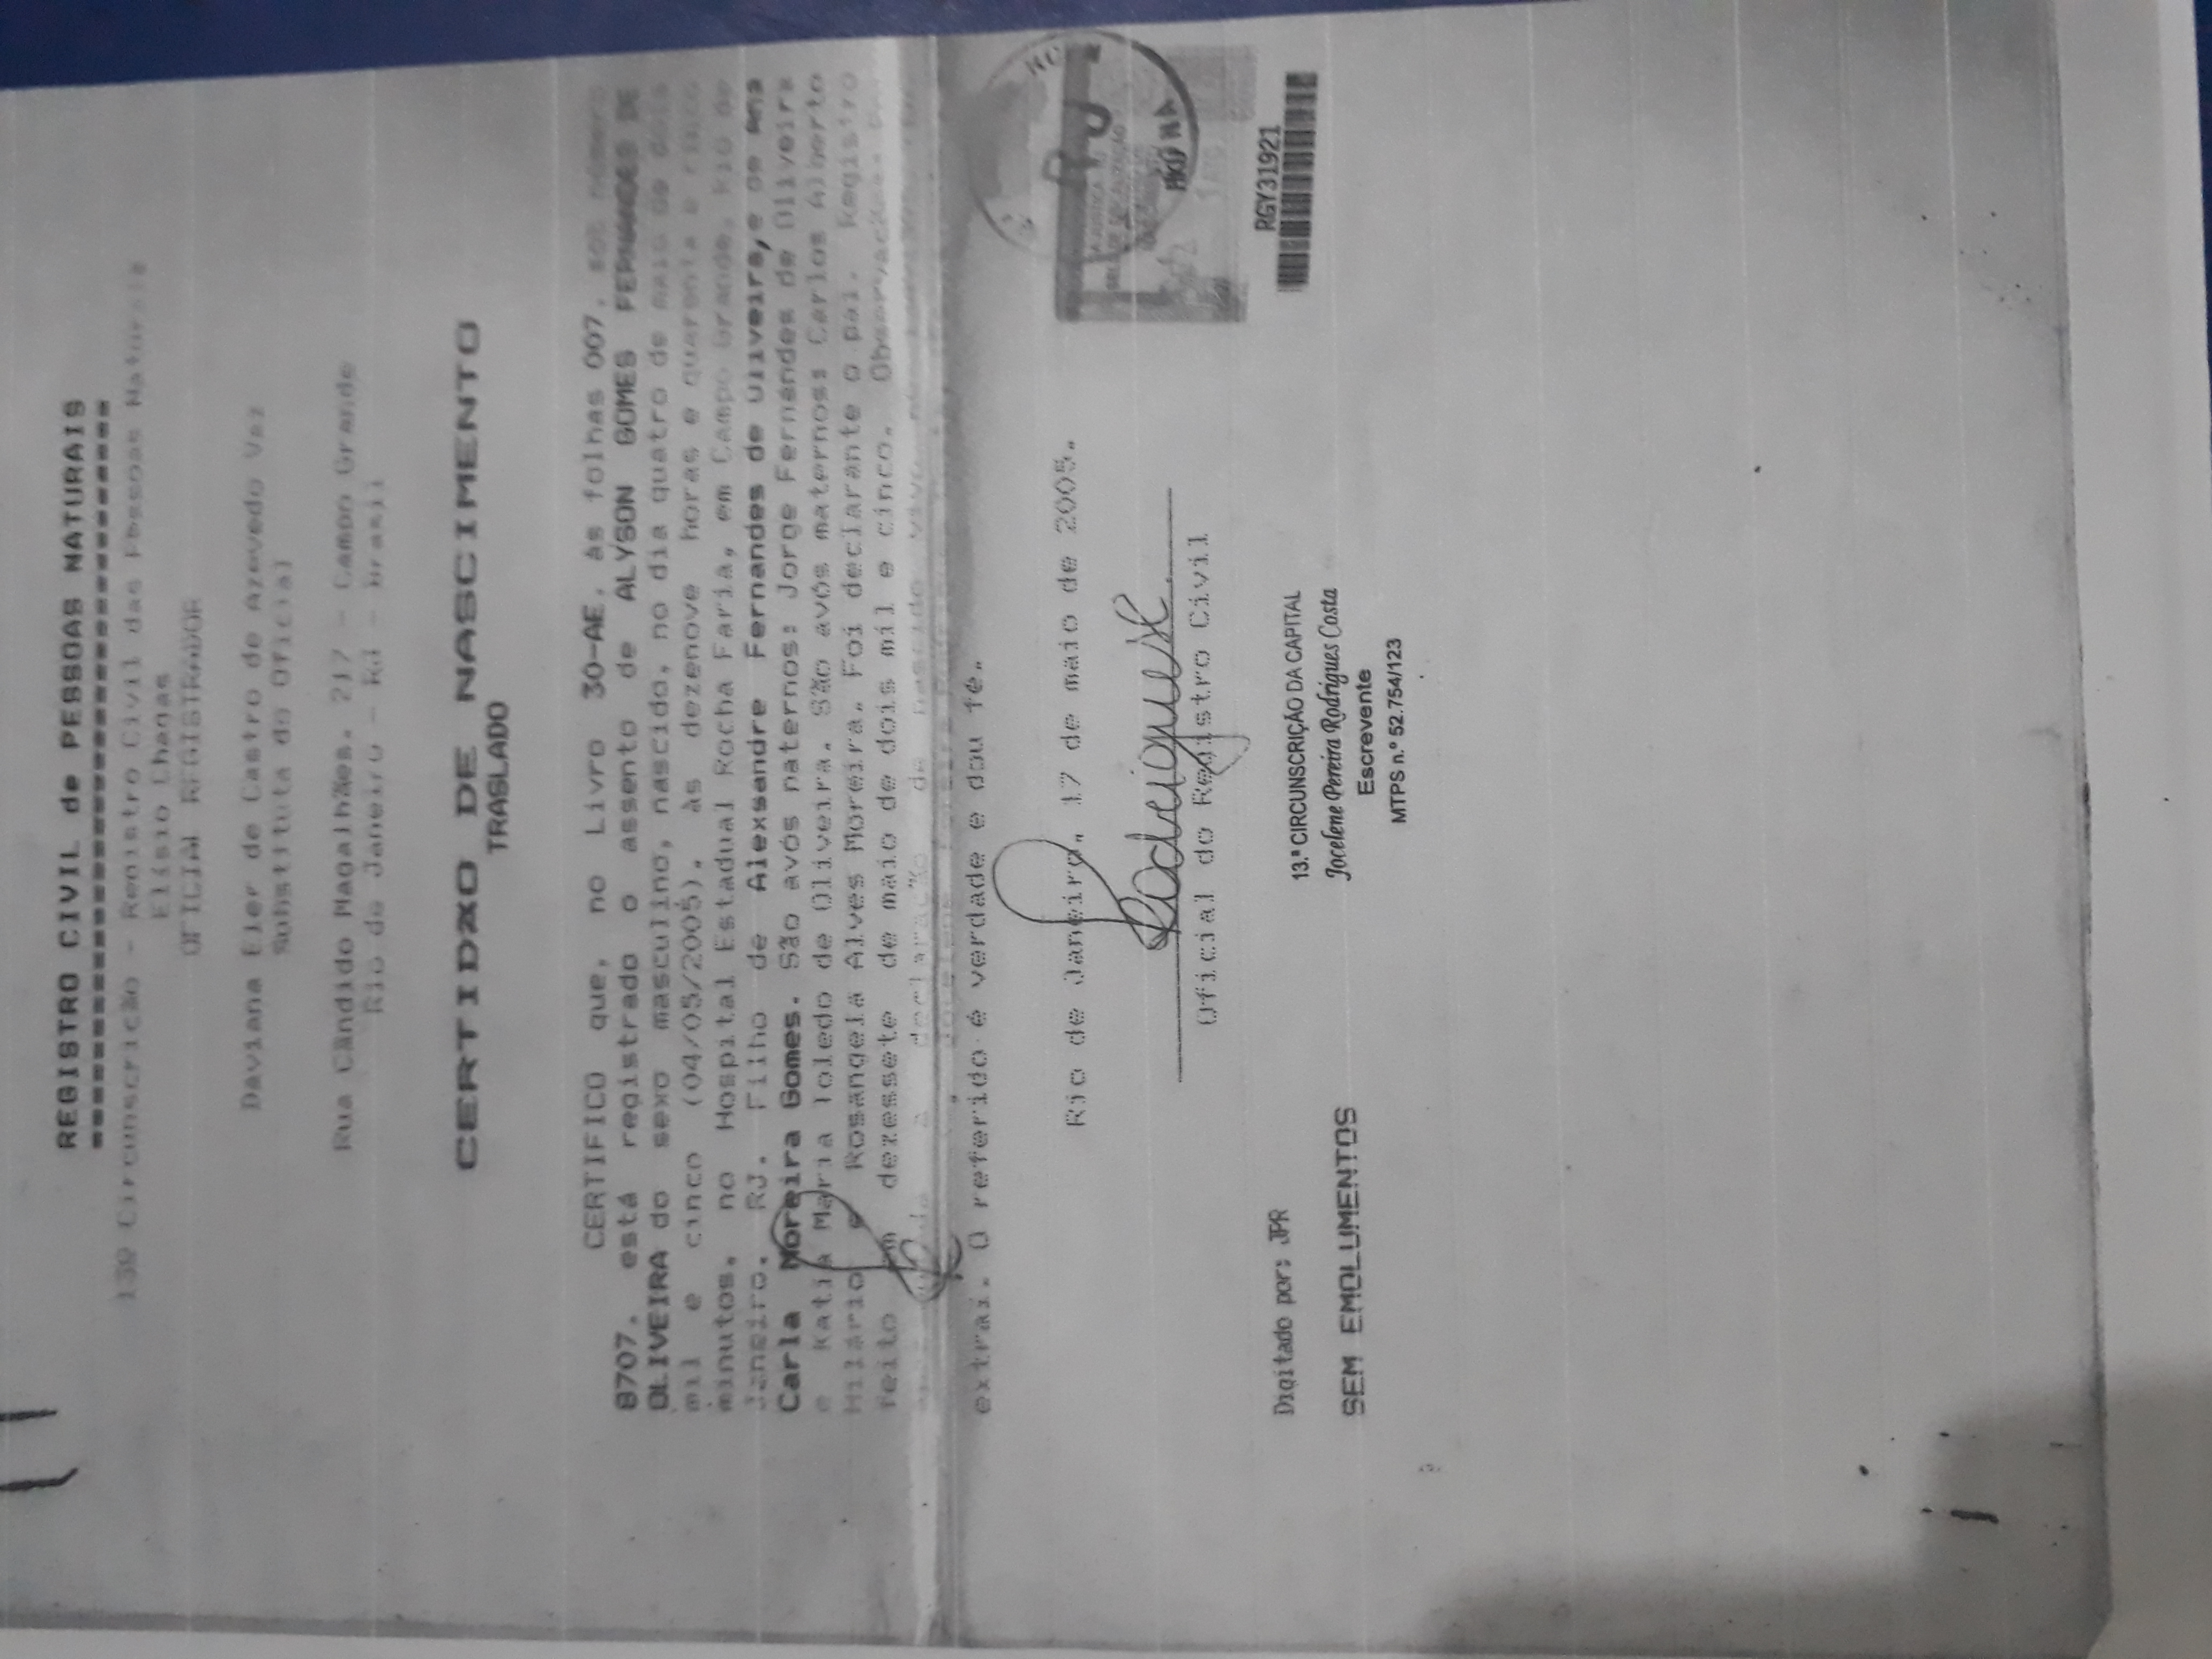 REGISTRO CIVIL de PESSOAS NATURAIS
13ª Circunscrição - Registro Civil das Pessoas Naturais
Elísio Chagas
OFICIAL REGISTRADOR
Daviana Eler de Castro de Azevedo Vaz
Substituta do Oficial
Rua Cândido Magalhães, 217 - Campo Grande
Rio de Janeiro - RJ - Brasil
CERTIDXO DE NASCIMENTO
TRASLADO
CERTIFICO que, no Livro 30-AE, às folhas 007, sob número
8707, está registrado o assento de ALYSON GOMES FERNANDES DE
OLIVEIRA do sexo masculino, nascido, no dia quatro de maio de dois
mil e cinco (04/05/2005), às dezenove horas e quarenta e cinco
minutos, no Hospital Estadual Rocha Faria, em Campo Grande, Rio de
Janeiro, RJ. Filho de Alexsandre Fernandes de Oliveira, e de Ana
Carla Moreira Gomes. São avós paternos: Jorge Fernandes de Oliveira
e Katia Maria Toledo de Oliveira. São avós maternos: Carlos Alberto
Hilário e Rosangela Alves Moreira. Foi declarante o pai. Registro
feito em dezessete de maio de dois mil e cinco. Observações:
declaração de nascido vivo
extraí. O referido é verdade e dou fé.
Rio de Janeiro, 17 de maio de 2005.
Rodrigues
Oficial do Registro Civil
RGY31921
13.ª CIRCUNSCRIÇÃO DA CAPITAL
Jocelene Pereira Rodrigues Costa
Escrevente
MTPS n.º 52.754/123
Digitado por: JPR
SEM EMOLUMENTOS